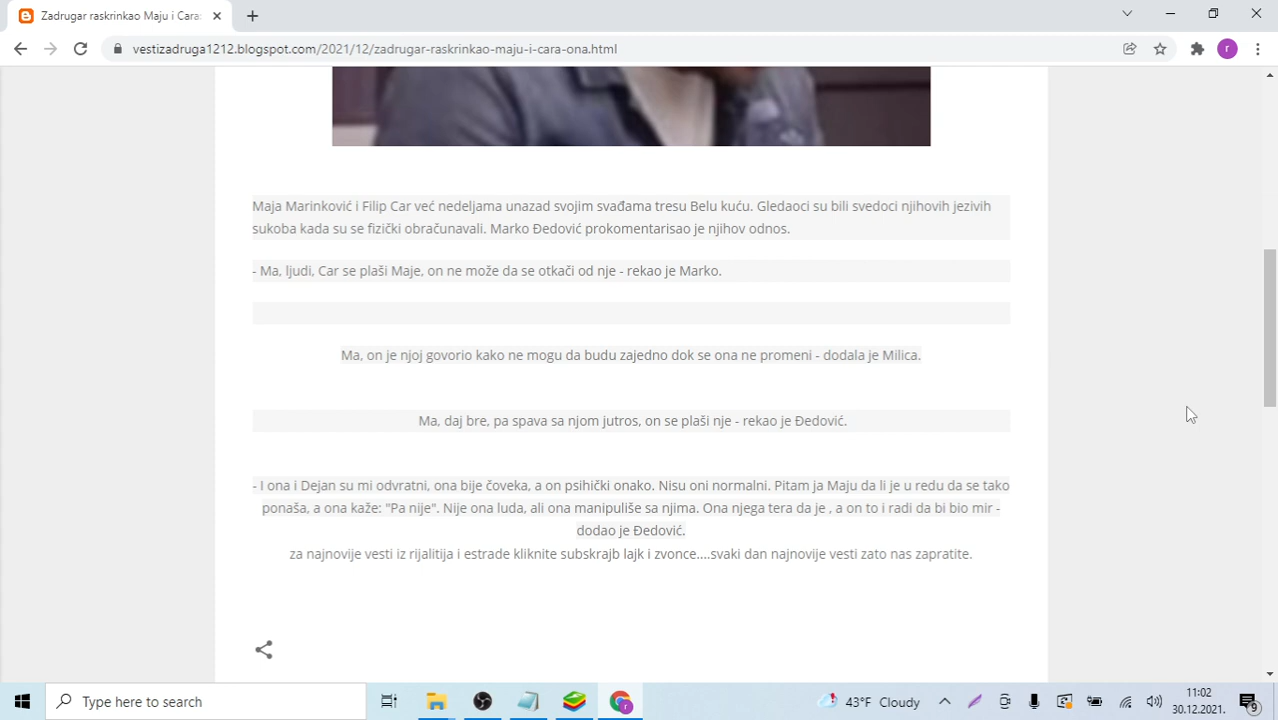 Zadrugar raskrinkao Maju i Cara:
vestizadruga1212.blogspot.com/2021/12/zadrugar-raskrinkao-maju-i-cara-ona.html
r
Maja Marinković i Filip Car već nedeljama unazad svojim svađama tresu Belu kuću. Gledaoci su bili svedoci njihovih jezivih
sukoba kada su se fizički obračunavali. Marko Đedović prokomentarisao je njihov odnos.
- Ma, ljudi, Car se plaši Maje, on ne može da se otkači od nje - rekao je Marko.
Ma, on je njoj govorio kako ne mogu da budu zajedno dok se ona ne promeni - dodala je Milica.
Ma, daj bre, pa spava sa njom jutros, on se plaši nje - rekao je Đedović.
- I ona i Dejan su mi odvratni, ona bije čoveka, a on psihički onako. Nisu oni normalni. Pitam ja Maju da li je u redu da se tako
ponaša, a ona kaže: "Pa nije". Nije ona luda, ali ona manipuliše sa njima. Ona njega tera da je , a on to i radi da bi bio mir -
dodao je Đedović.
za najnovije vesti iz rijalitija i estrade kliknite subskrajb lajk i zvonce....svaki dan najnovije vesti zato nas zapratite.
Type here to search
r
43°F Cloudy
11:02
30.12.2021.
9